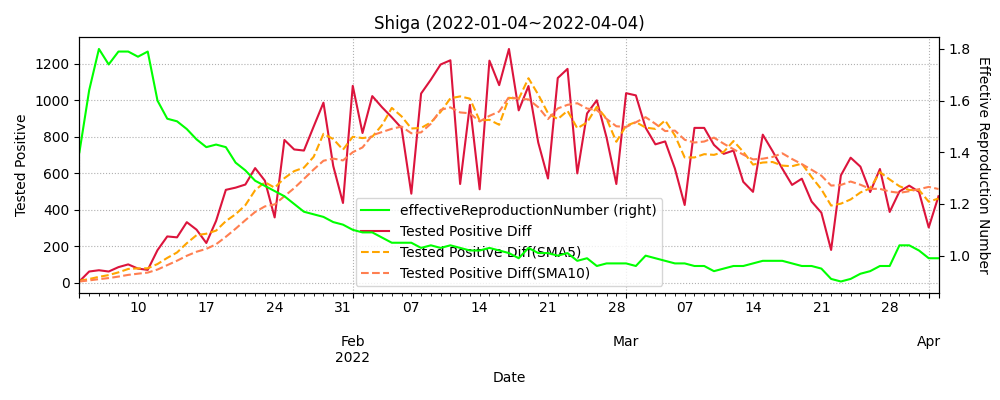 Shiga (2022-01-04~2022-04-04)
Tested Positive
1200
1000
800
600
400
200
0
1.8
1.6
1.4
1.2
1.0
Effective Reproduction Number
effectiveReproductionNumber (right)
Tested Positive Diff
Tested Positive Diff(SMA5)
Tested Positive Diff(SMA10)
10 17 24 31 07 14 21 28 07 14 21 28
Feb Mar Apr
2022
Date